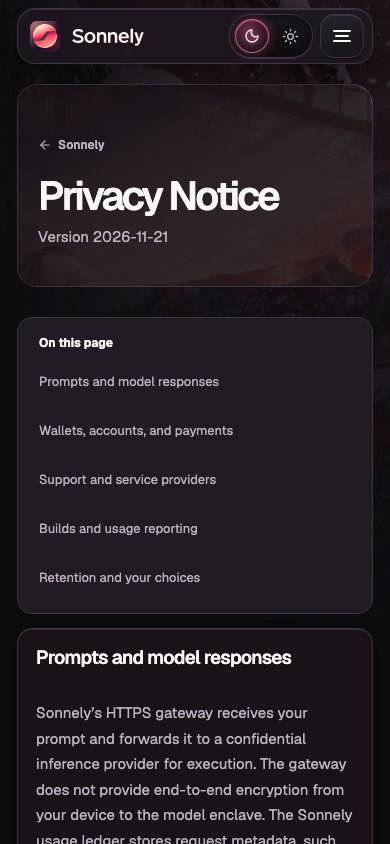 Sonnely
Sonnely
Privacy Notice
Version 2026-11-21
On this page
Prompts and model responses
Wallets, accounts, and payments
Support and service providers
Builds and usage reporting
Retention and your choices
Prompts and model responses
Sonnely’s HTTPS gateway receives your
prompt and forwards it to a confidential
inference provider for execution. The gateway
does not provide end-to-end encryption from
your device to the model enclave. The Sonnely
usage ledger stores request metadata, such